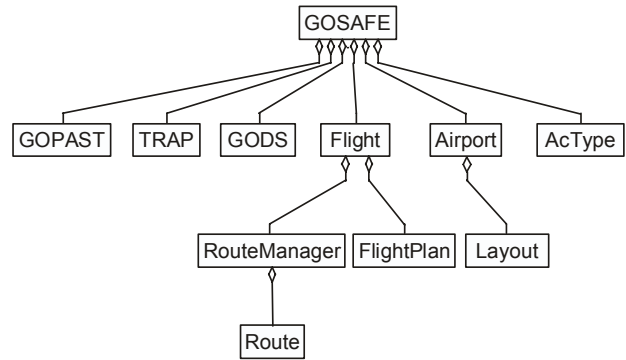 GOSAFE
GOPAST TRAP GODS Flight Airport AcType
RouteManager FlightPlan Layout
Route